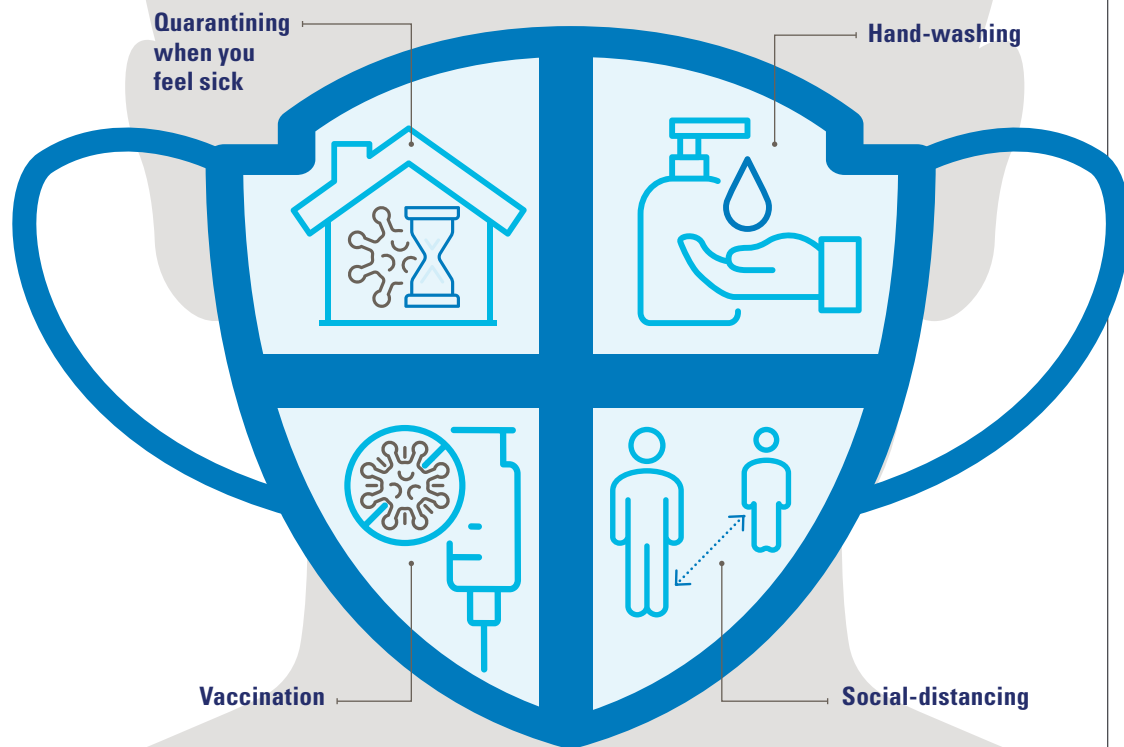 Quarantining
when you
feel sick
Hand-washing
Vaccination
Social-distancing